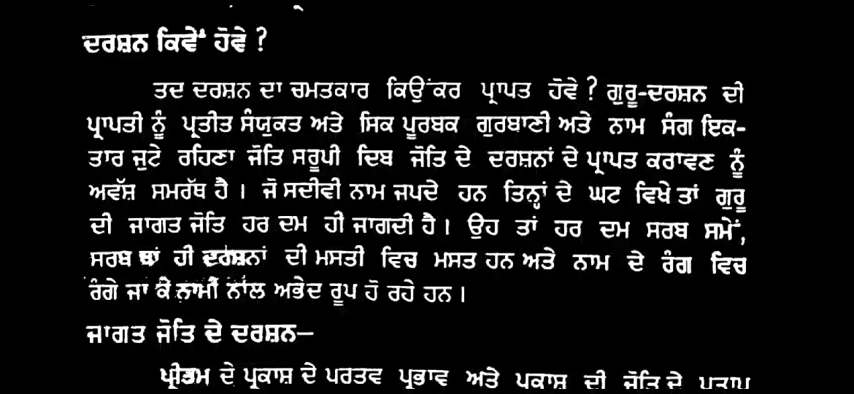 ਦਰਸ਼ਨ ਕਿਵੇਂ ਹੋਵੇ ?
ਤਦ ਦਰਸ਼ਨ ਦਾ ਚਮਤਕਾਰ ਕਿਉਂਕਰ ਪ੍ਰਾਪਤ ਹੋਵੇ ? ਗੁਰੂ-ਦਰਸ਼ਨ ਦੀ
ਪ੍ਰਾਪਤੀ ਨੂੰ ਪ੍ਰਤੀਤ ਸੰਯੁਕਤ ਅਤੇ ਸਿਕ ਪੂਰਬਕ ਗੁਰਬਾਣੀ ਅਤੇ ਨਾਮ ਸੰਗ ਇਕ-
ਤਾਰ ਜੁਟੇ ਰਹਿਣਾ ਜੋਤਿ ਸਰੂਪੀ ਦਿਬ ਜੋਤਿ ਦੇ ਦਰਸ਼ਨਾਂ ਦੇ ਪ੍ਰਾਪਤ ਕਰਾਵਣ ਨੂੰ
ਅਵੱਸ਼ ਸਮਰੱਥ ਹੈ । ਜੋ ਸਦੀਵੀ ਨਾਮ ਜਪਦੇ ਹਨ ਤਿਨ੍ਹਾਂ ਦੇ ਘਟ ਵਿਖੇ ਤਾਂ ਗੁਰੂ
ਦੀ ਜਾਗਤ ਜੋਤਿ ਹਰ ਦਮ ਹੀ ਜਾਗਦੀ ਹੈ । ਉਹ ਤਾਂ ਹਰ ਦਮ ਸਰਬ ਸਮੇਂ,
ਸਰਬ ਥਾਂ ਹੀ ਦਰਸ਼ਨਾਂ ਦੀ ਮਸਤੀ ਵਿਚ ਮਸਤ ਹਨ ਅਤੇ ਨਾਮ ਦੇ ਰੰਗ ਵਿਚ
ਰੰਗੇ ਜਾ ਕੇ ਨਾਮੀ ਨਾਲ ਅਭੇਦ ਰੂਪ ਹੋ ਰਹੇ ਹਨ ।
ਜਾਗਤ ਜੋਤਿ ਦੇ ਦਰਸ਼ਨ—
ਪ੍ਰੀਤਮ ਦੇ ਪ੍ਰਕਾਸ਼ ਦੇ ਪਰਤਵ ਪ੍ਰਭਾਵ ਅਤੇ ਪ੍ਰਕਾਸ਼ ਦੀ ਜੋਤਿ ਦੇ ਪ੍ਰਤਾਪ